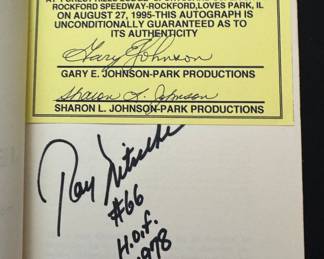 ROCKFORD SPEEDWAY-ROCKFORD,LOVES PARK, IL
ON AUGUST 27, 1995-THIS AUTOGRAPH IS
UNCONDITIONALLY GUARANTEED AS TO
ITS AUTHENTICITY
Gary E Johnson
GARY E. JOHNSON-PARK PRODUCTIONS
Sharon L. Johnson
SHARON L. JOHNSON-PARK PRODUCTIONS
Ray Nitschke
#66
H.O.F.
1978